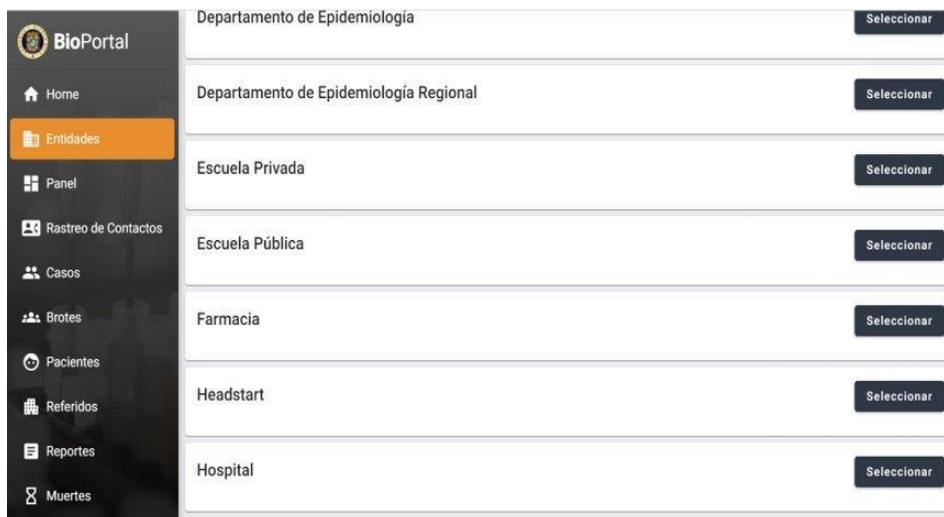 BioPortal
Home
Entidades
Panel
Rastreo de Contactos
Casos
Brotes
Pacientes
Referidos
Reportes
Muertes
Departamento de Epidemiología Seleccionar
Departamento de Epidemiología Regional Seleccionar
Escuela Privada Seleccionar
Escuela Pública Seleccionar
Farmacia Seleccionar
Headstart Seleccionar
Hospital Seleccionar